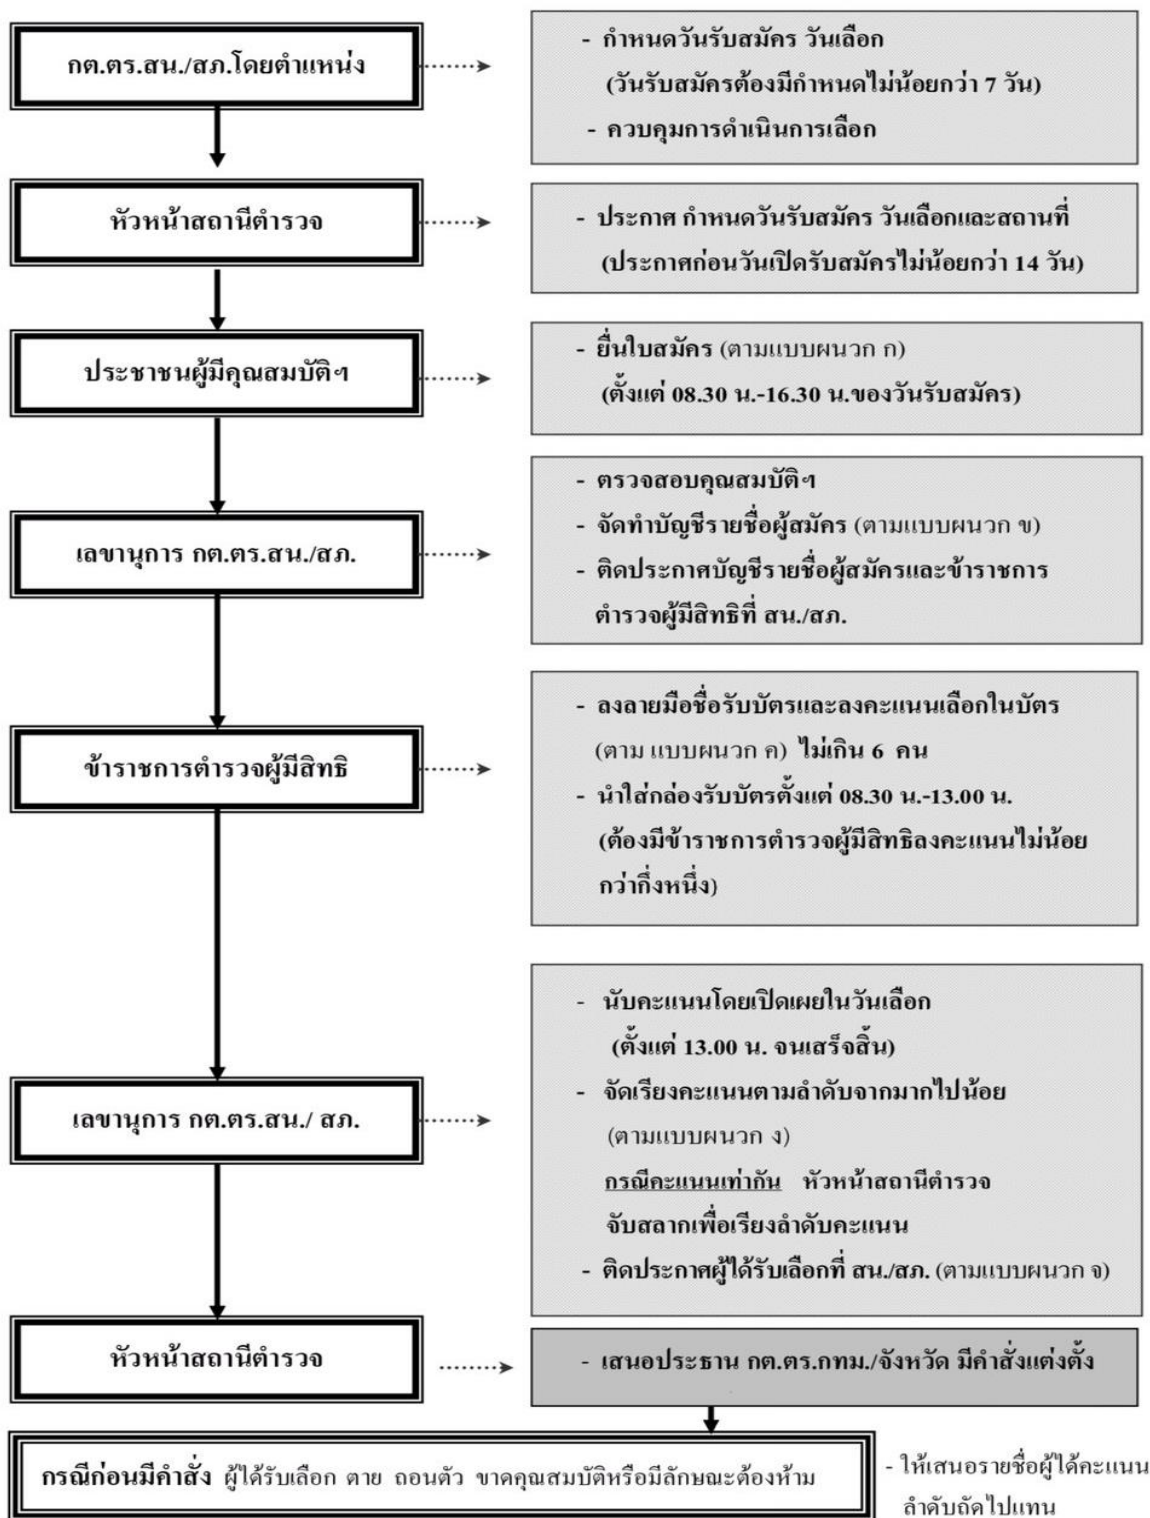 กต.ตร.สน./สภ.โดยตำแหน่ง
- กำหนดวันรับสมัคร วันเลือก
(วันรับสมัครต้องมีกำหนดไม่น้อยกว่า 7 วัน)
- ควบคุมการดำเนินการเลือก
หัวหน้าสถานีตำรวจ
- ประกาศ กำหนดวันรับสมัคร วันเลือกและสถานที่
(ประกาศก่อนวันเปิดรับสมัครไม่น้อยกว่า 14 วัน)
ประชาชนผู้มีคุณสมบัติฯ
- ยื่นใบสมัคร (ตามแบบผนวก ก)
(ตั้งแต่ 08.30 น.-16.30 น.ของวันรับสมัคร)
เลขานุการ กต.ตร.สน./สภ.
- ตรวจสอบคุณสมบัติฯ
- จัดทำบัญชีรายชื่อผู้สมัคร (ตามแบบผนวก ข)
- ติดประกาศบัญชีรายชื่อผู้สมัครและข้าราชการ
ตำรวจผู้มีสิทธิที่ สน./สภ.
ข้าราชการตำรวจผู้มีสิทธิ
- ลงลายมือชื่อรับบัตรและลงคะแนนเลือกในบัตร
(ตาม แบบผนวก ค) ไม่เกิน 6 คน
- นำใส่กล่องรับบัตรตั้งแต่ 08.30 น.-13.00 น.
(ต้องมีข้าราชการตำรวจผู้มีสิทธิลงคะแนนไม่น้อย
กว่ากึ่งหนึ่ง)
เลขานุการ กต.ตร.สน./ สภ.
- นับคะแนนโดยเปิดเผยในวันเลือก
(ตั้งแต่ 13.00 น. จนเสร็จสิ้น)
- จัดเรียงคะแนนตามลำดับจากมากไปน้อย
(ตามแบบผนวก ง)
กรณีคะแนนเท่ากัน หัวหน้าสถานีตำรวจ
จับสลากเพื่อเรียงลำดับคะแนน
- ติดประกาศผู้ได้รับเลือกที่ สน./สภ. (ตามแบบผนวก จ)
หัวหน้าสถานีตำรวจ
- เสนอประธาน กต.ตร.กทม./จังหวัด มีคำสั่งแต่งตั้ง
กรณีก่อนมีคำสั่ง ผู้ได้รับเลือก ตาย ถอนตัว ขาดคุณสมบัติหรือมีลักษณะต้องห้าม
- ให้เสนอรายชื่อผู้ได้คะแนน
ลำดับถัดไปแทน